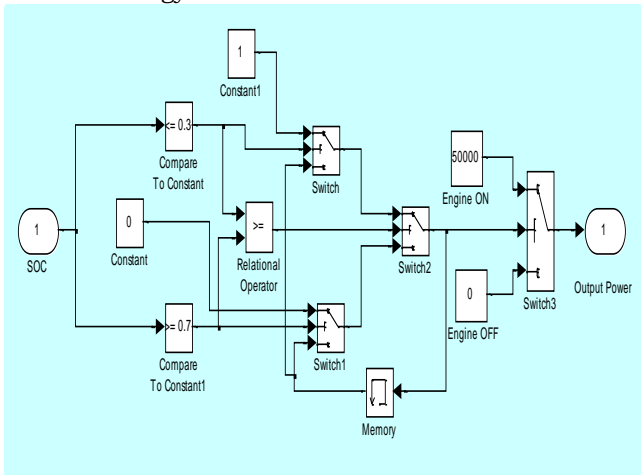 1
Constant1
<= 0.3
Compare
To Constant
Switch
50000
Engine ON
1
SOC
0
Constant
>=
Relational
Operator
Switch2
1
Output Power
Switch3
0
Engine OFF
>= 0.7
Compare
To Constant1
Switch1
Memory